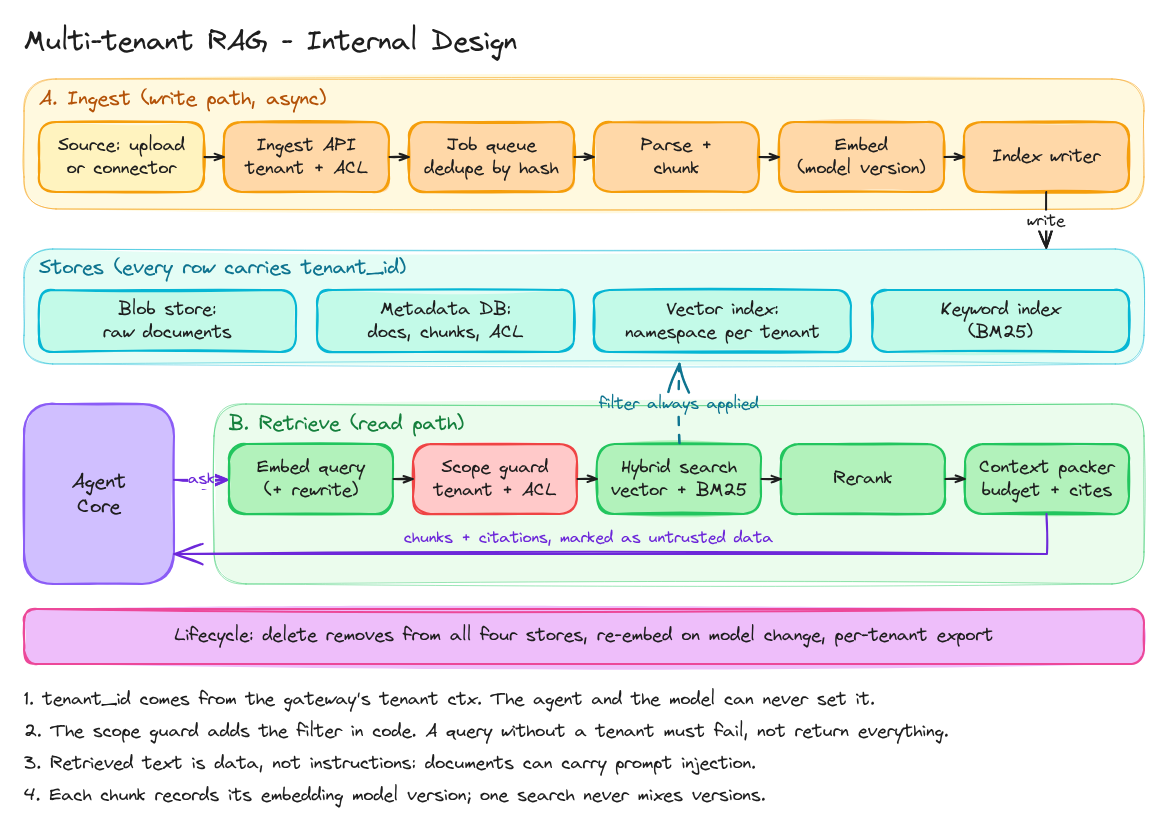 Multi-tenant RAG - Internal Design
A. Ingest (write path, async)
Source: upload
or connector
Ingest API
tenant + ACL
Job queue
dedupe by hash
Parse +
chunk
Embed
(model version)
Index writer
write
Stores (every row carries tenant_id)
Blob store:
raw documents
Metadata DB:
docs, chunks, ACL
Vector index:
namespace per tenant
Keyword index
(BM25)
filter always applied
Agent
Core
ask
B. Retrieve (read path)
Embed query
(+ rewrite)
Scope guard
tenant + ACL
Hybrid search
vector + BM25
Rerank
Context packer
budget + cites
chunks + citations, marked as untrusted data
Lifecycle: delete removes from all four stores, re-embed on model change, per-tenant export
1. tenant_id comes from the gateway's tenant ctx. The agent and the model can never set it.
2. The scope guard adds the filter in code. A query without a tenant must fail, not return everything.
3. Retrieved text is data, not instructions: documents can carry prompt injection.
4. Each chunk records its embedding model version; one search never mixes versions.